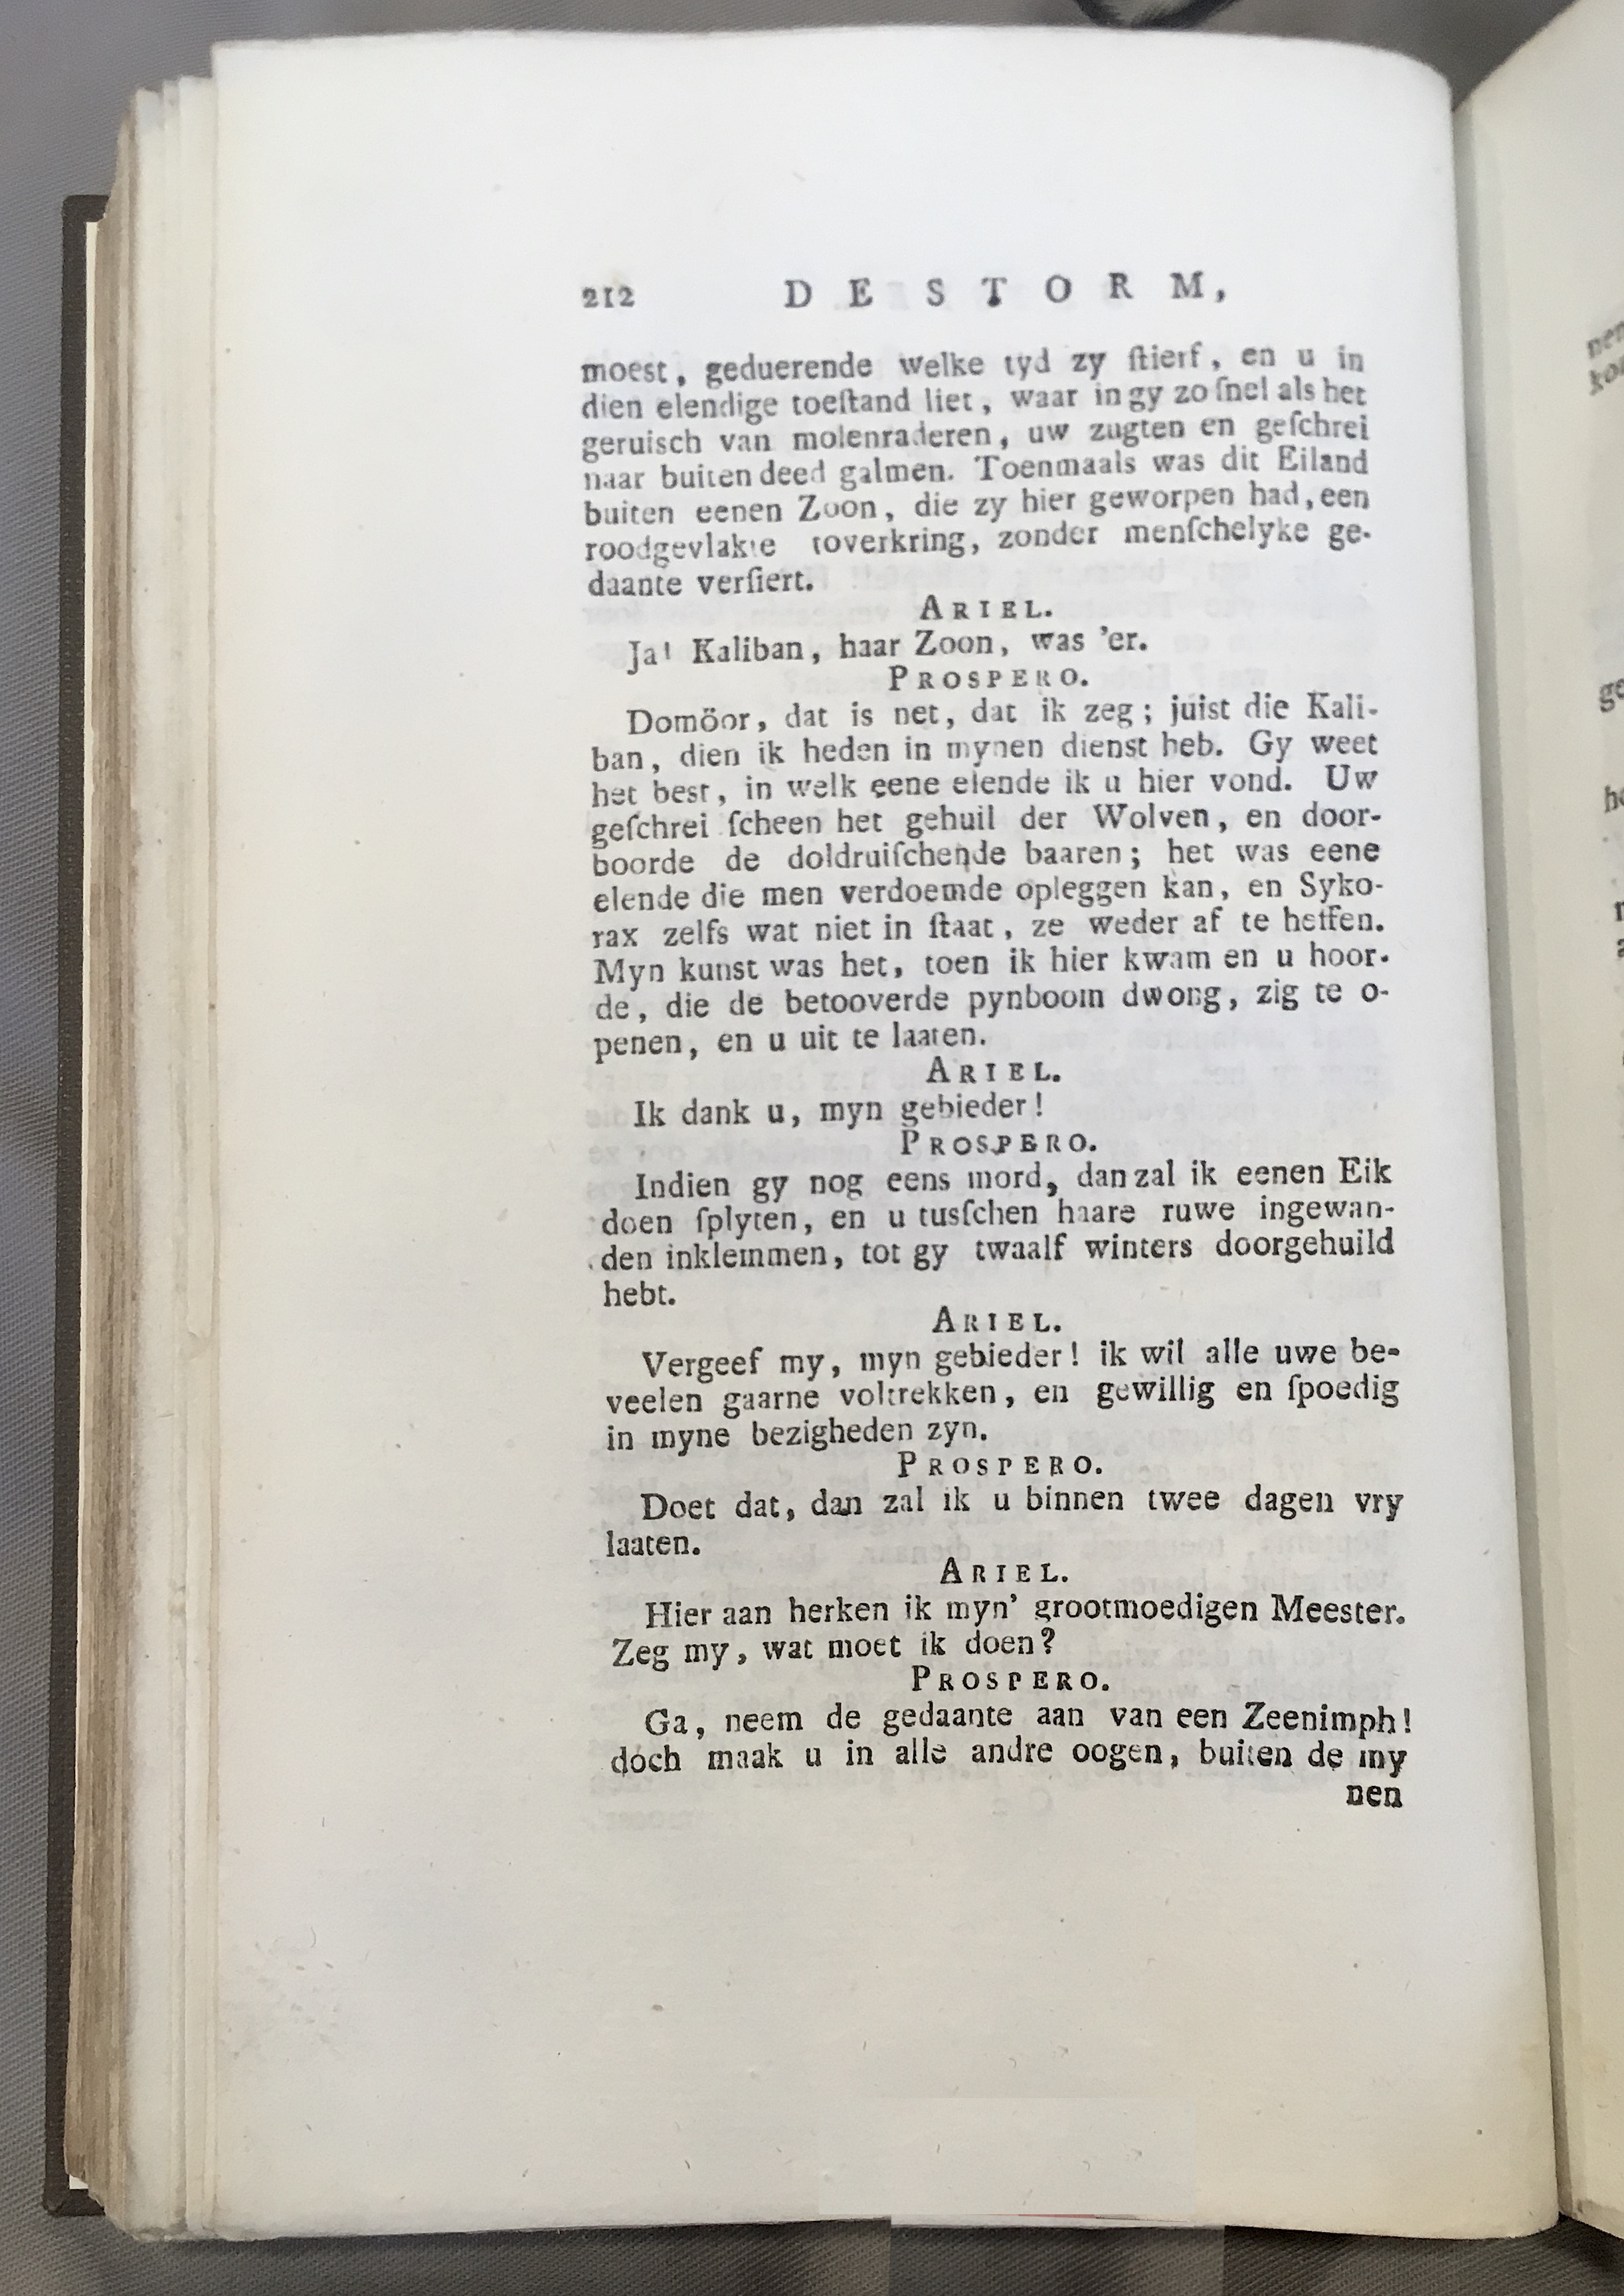 212 DE STORM,
moest, geduerende welke tyd zy ſtierf, en u in
dien elendige toeſtand liet, waar in gy zo ſnel als het
geruisch van molenraderen, uw zugten en geſchrei
naar buiten deed galmen. Toenmaals was dit Eiland
buiten eenen Zoon, die zy hier geworpen had, een
roodgevlakte toverkring, zonder menſchelyke ge-
daante verſiert.
ARIEL.
Ja! Kaliban, haar Zoon, was 'er.
PROSPERO.
Domöor, dat is net, dat ik zeg; juist die Kali-
ban, dien ik heden in mynen dienst heb. Gy weet
het best, in welk eene elende ik u hier vond. Uw
geſchrei ſcheen het gehuil der Wolven, en door-
boorde de doldruiſchende baaren; het was eene
elende die men verdoemde opleggen kan, en Syko-
rax zelfs wat niet in ſtaat, ze weder af te heffen.
Myn kunst was het, toen ik hier kwam en u hoor-
de, die de betooverde pynboom dwong, zig te o-
penen, en u uit te laaten.
ARIEL.
Ik dank u, myn gebieder!
PROSPERO.
Indien gy nog eens mord, dan zal ik eenen Eik
doen ſplyten, en u tusſchen haare ruwe ingewan-
den inklemmen, tot gy twaalf winters doorgehuild
hebt.
ARIEL.
Vergeef my, myn gebieder! ik wil alle uwe be-
veelen gaarne voltrekken, en gewillig en ſpoedig
in myne bezigheden zyn.
PROSPERO.
Doet dat, dan zal ik u binnen twee dagen vry
laaten.
ARIEL.
Hier aan herken ik myn' grootmoedigen Meester.
Zeg my, wat moet ik doen?
PROSPERO.
Ga, neem de gedaante aan van een Zeenimph!
doch maak u in alle andre oogen, buiten de my
nen